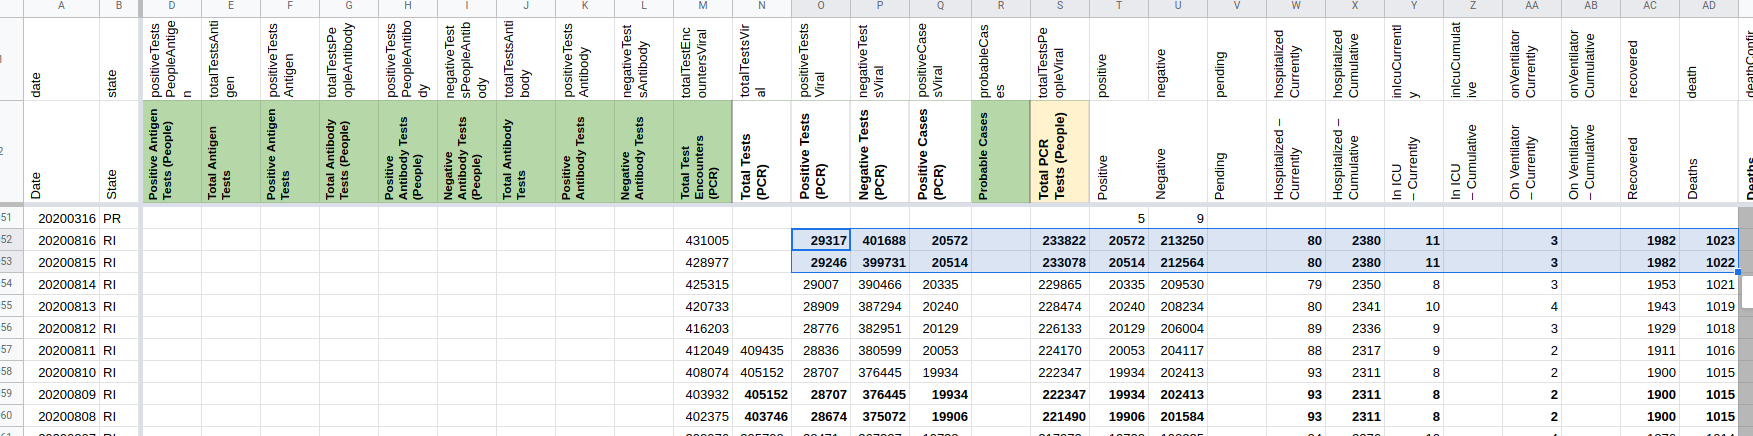 A B D E F G H I J K L M N O P Q R S T U V W X Y Z AA AB AC AD
date state positiveTestsPeopleAntigen totalTestsAntigen positiveTestsAntigen totalTestsPeopleAntibody positiveTestsPeopleAntibody negativeTestsPeopleAntibody totalTestsAntibody positiveTestsAntibody negativeTestsAntibody totalTestEncountersViral totalTestsViral positiveTestsViral negativeTestsViral positiveCasesViral probableCases totalTestsPeopleViral positive negative pending hospitalizedCurrently hospitalizedCumulative inIcuCurrently inIcuCumulative onVentilatorCurrently onVentilatorCumulative recovered death
2 Date State Positive Antigen Tests (People) Total Antigen Tests Positive Antigen Tests Total Antibody Tests (People) Positive Antibody Tests (People) Negative Antibody Tests (People) Total Antibody Tests Positive Antibody Tests Negative Antibody Tests Total Test Encounters (PCR) Total Tests (PCR) Positive Tests (PCR) Negative Tests (PCR) Positive Cases (PCR) Probable Cases Total PCR Tests (People) Positive Negative Pending Hospitalized – Currently Hospitalized – Cumulative In ICU – Currently In ICU – Cumulative On Ventilator – Currently On Ventilator – Cumulative Recovered Deaths Deaths
51 20200316 PR 5 9
52 20200816 RI 431005 29317 401688 20572 233822 20572 213250 80 2380 11 3 1982 1023
53 20200815 RI 428977 29246 399731 20514 233078 20514 212564 80 2380 11 3 1982 1022
54 20200814 RI 425315 29007 390466 20335 229865 20335 209530 79 2350 8 3 1953 1021
55 20200813 RI 420733 28909 387294 20240 228474 20240 208234 80 2341 10 4 1943 1019
56 20200812 RI 416203 28776 382951 20129 226133 20129 206004 89 2336 9 3 1929 1018
57 20200811 RI 412049 409435 28836 380599 20053 224170 20053 204117 88 2317 9 2 1911 1016
58 20200810 RI 408074 405152 28707 376445 19934 222347 19934 202413 93 2311 8 2 1900 1015
59 20200809 RI 403932 405152 28707 376445 19934 222347 19934 202413 93 2311 8 2 1900 1015
60 20200808 RI 402375 403746 28674 375072 19906 221490 19906 201584 93 2311 8 2 1900 1015